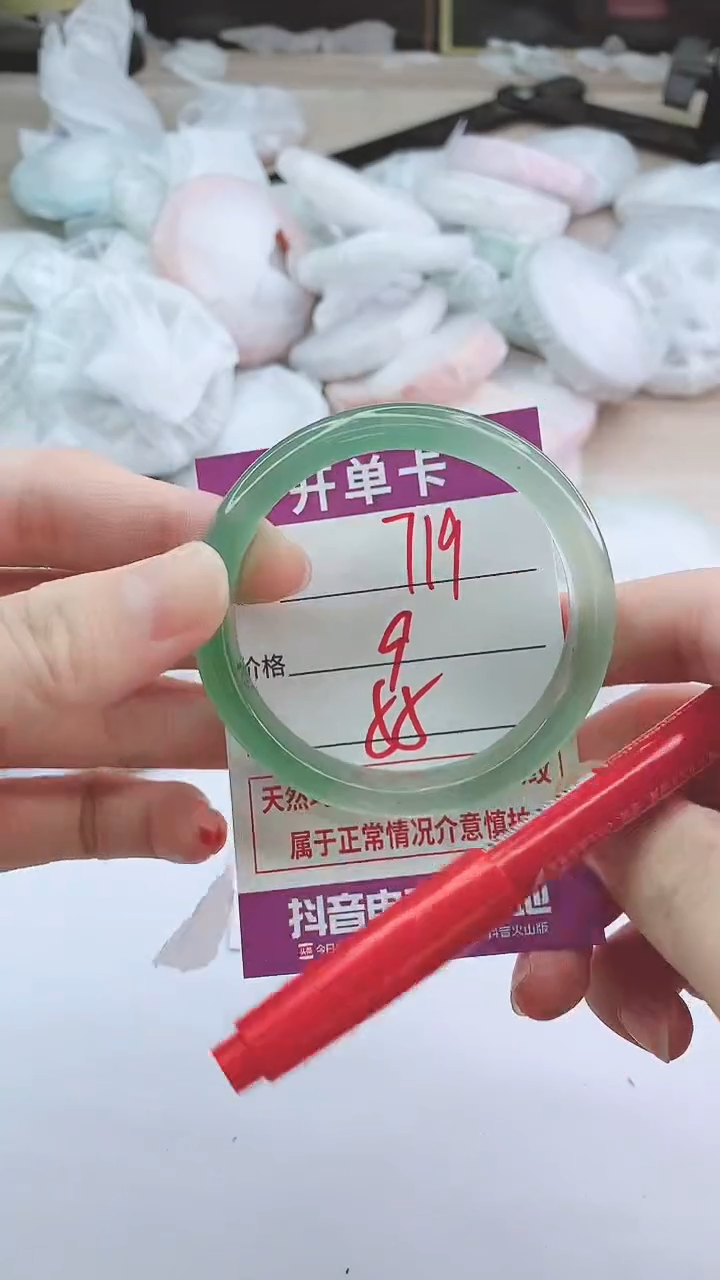 开单卡
719
价格 9
88
天然
属于正常情况介意慎拍
抖音电
抖音火山版